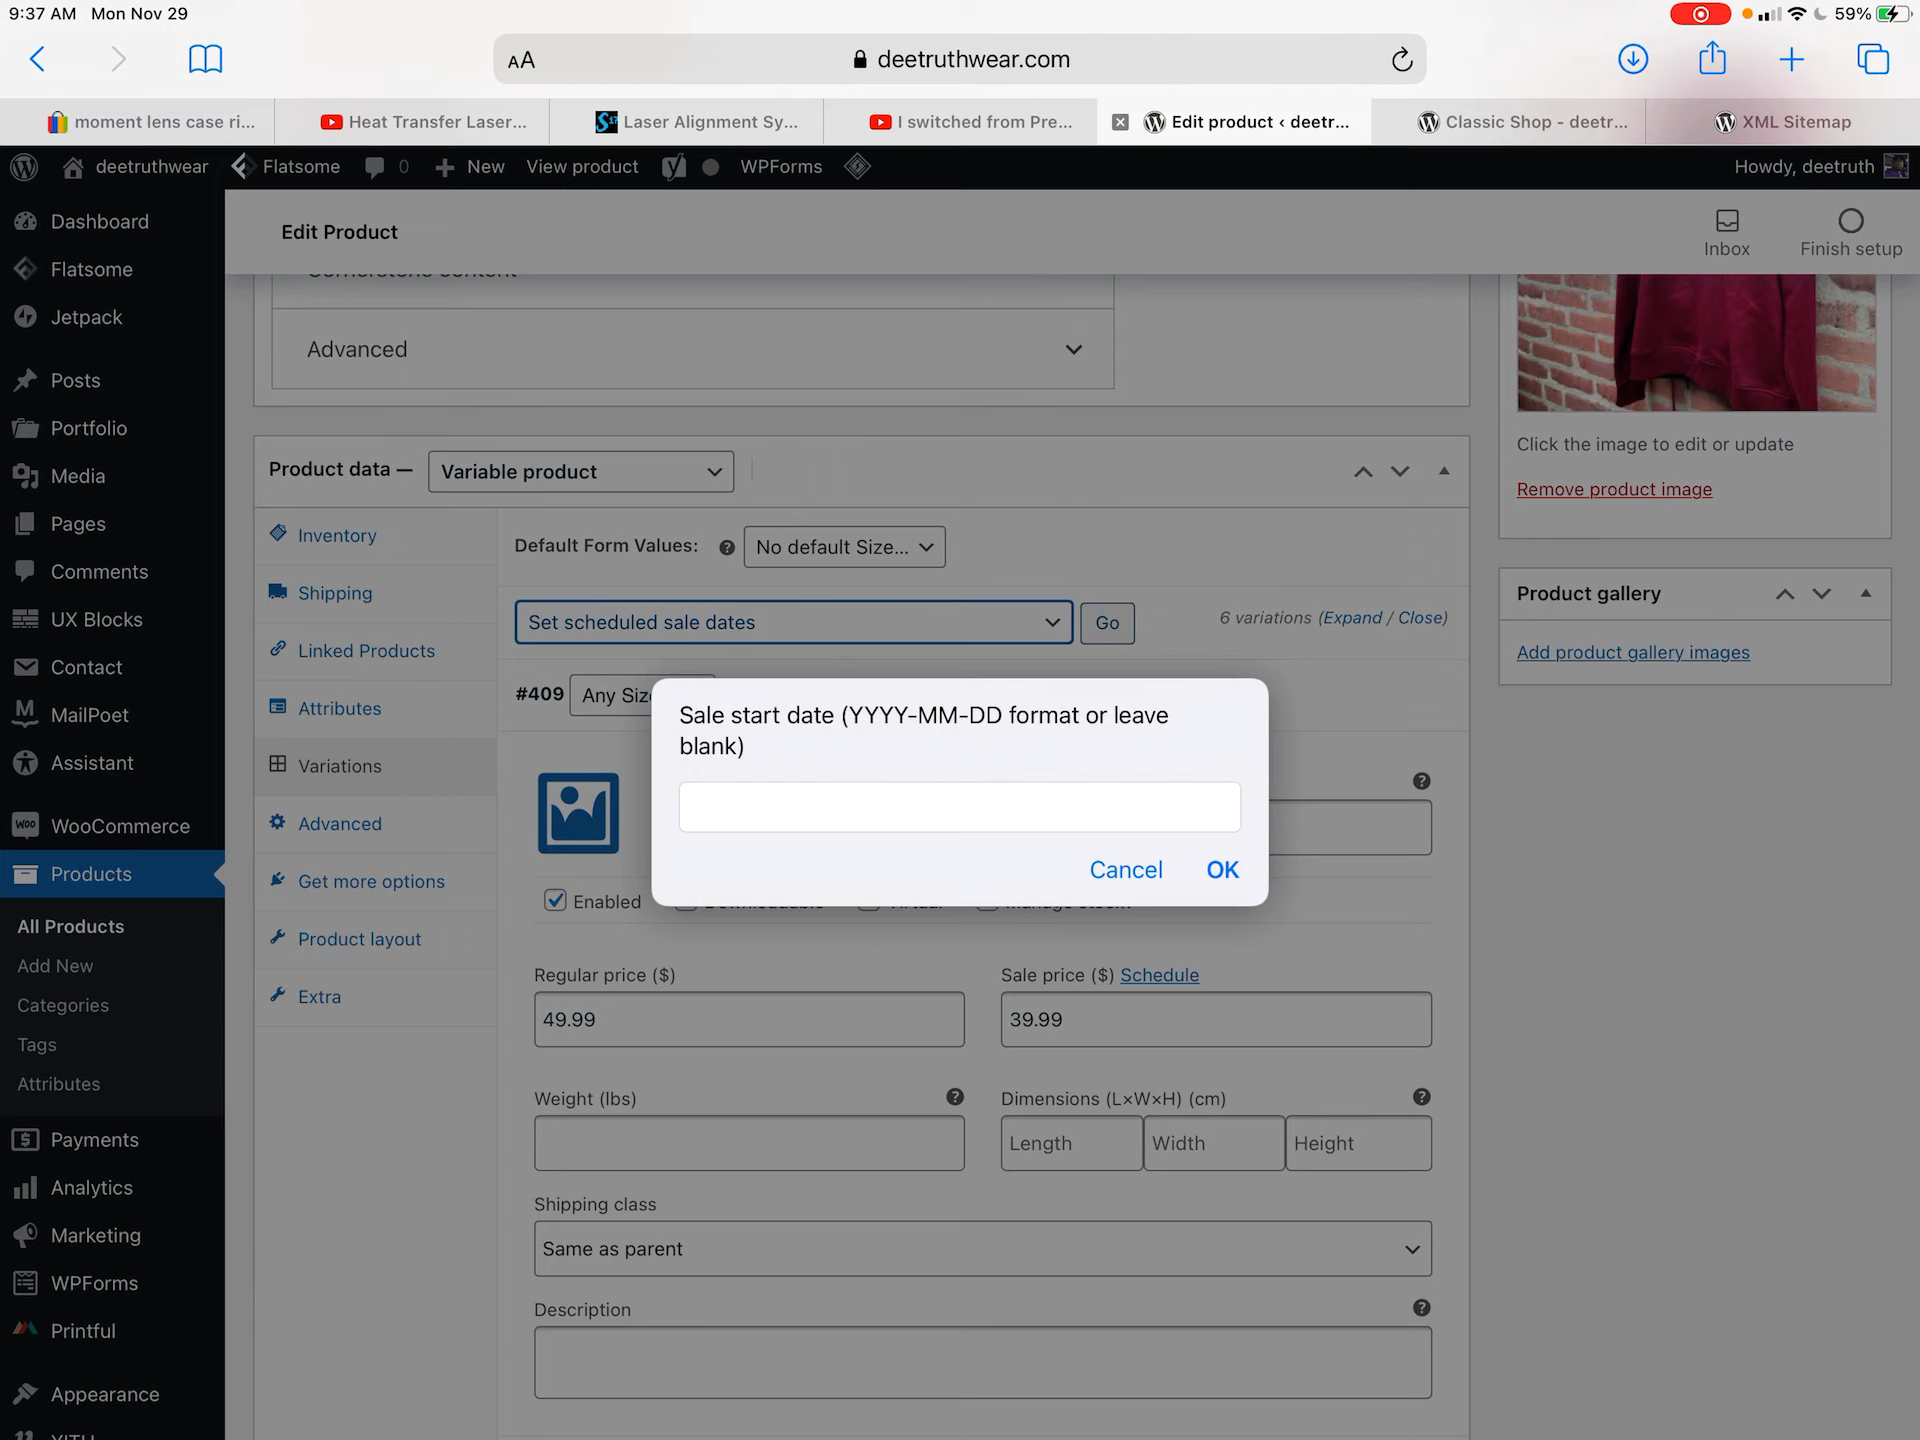 9:37 AM Mon Nov 29
59%
AA deetruthwear.com
moment lens case ri...
Heat Transfer Laser...
Laser Alignment Sy...
I switched from Pre...
Edit product ‹ deetr...
Classic Shop - deetr...
XML Sitemap
deetruthwear
Flatsome
0
New
View product
WPForms
Howdy, deetruth
Dashboard
Flatsome
Jetpack
Posts
Portfolio
Media
Pages
Comments
UX Blocks
Contact
MailPoet
Assistant
WooCommerce
Products
All Products
Add New
Categories
Tags
Attributes
Payments
Analytics
Marketing
WPForms
Printful
Appearance
Edit Product
Inbox
Finish setup
Cornerstone content
Advanced
Product data —
Variable product
Inventory
Shipping
Linked Products
Attributes
Variations
Advanced
Get more options
Product layout
Extra
Default Form Values:
No default Size...
Set scheduled sale dates
Go
6 variations (Expand / Close)
#409
Sale start date (YYYY-MM-DD format or leave
blank)
Cancel
OK
Enabled
Regular price ($)
49.99
Sale price ($) Schedule
39.99
Weight (lbs)
Dimensions (L×W×H) (cm)
Length
Width
Height
Shipping class
Same as parent
Description
Click the image to edit or update
Remove product image
Product gallery
Add product gallery images